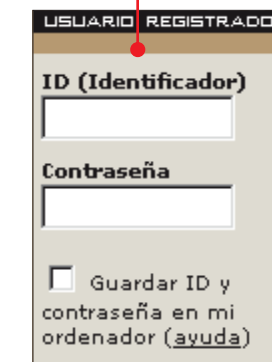 USUARIO REGISTRADO
ID (Identificador)
Contraseña
Guardar ID y
contraseña en mi
ordenador (ayuda)